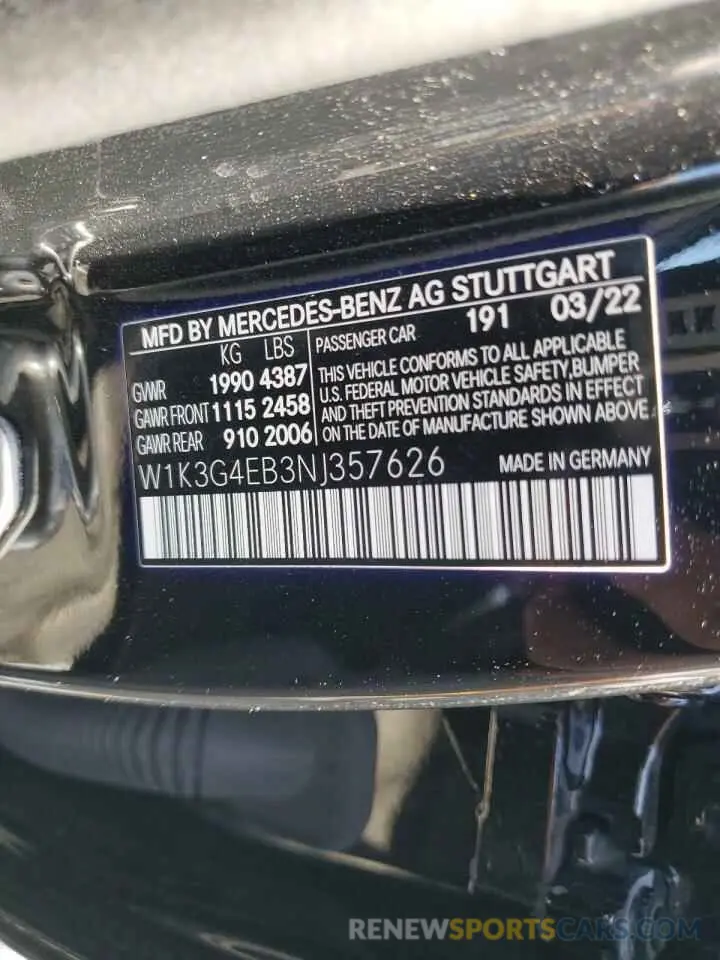 MFD BY MERCEDES-BENZ AG STUTTGART
KG LBS
GVWR 1990 4387
GAWR FRONT 1115 2458
GAWR REAR 910 2006
PASSENGER CAR 191 03/22
THIS VEHICLE CONFORMS TO ALL APPLICABLE
U.S. FEDERAL MOTOR VEHICLE SAFETY,BUMPER
AND THEFT PREVENTION STANDARDS IN EFFECT
ON THE DATE OF MANUFACTURE SHOWN ABOVE
W1K3G4EB3NJ357626 MADE IN GERMANY
RENEWSPORTSCARS.COM